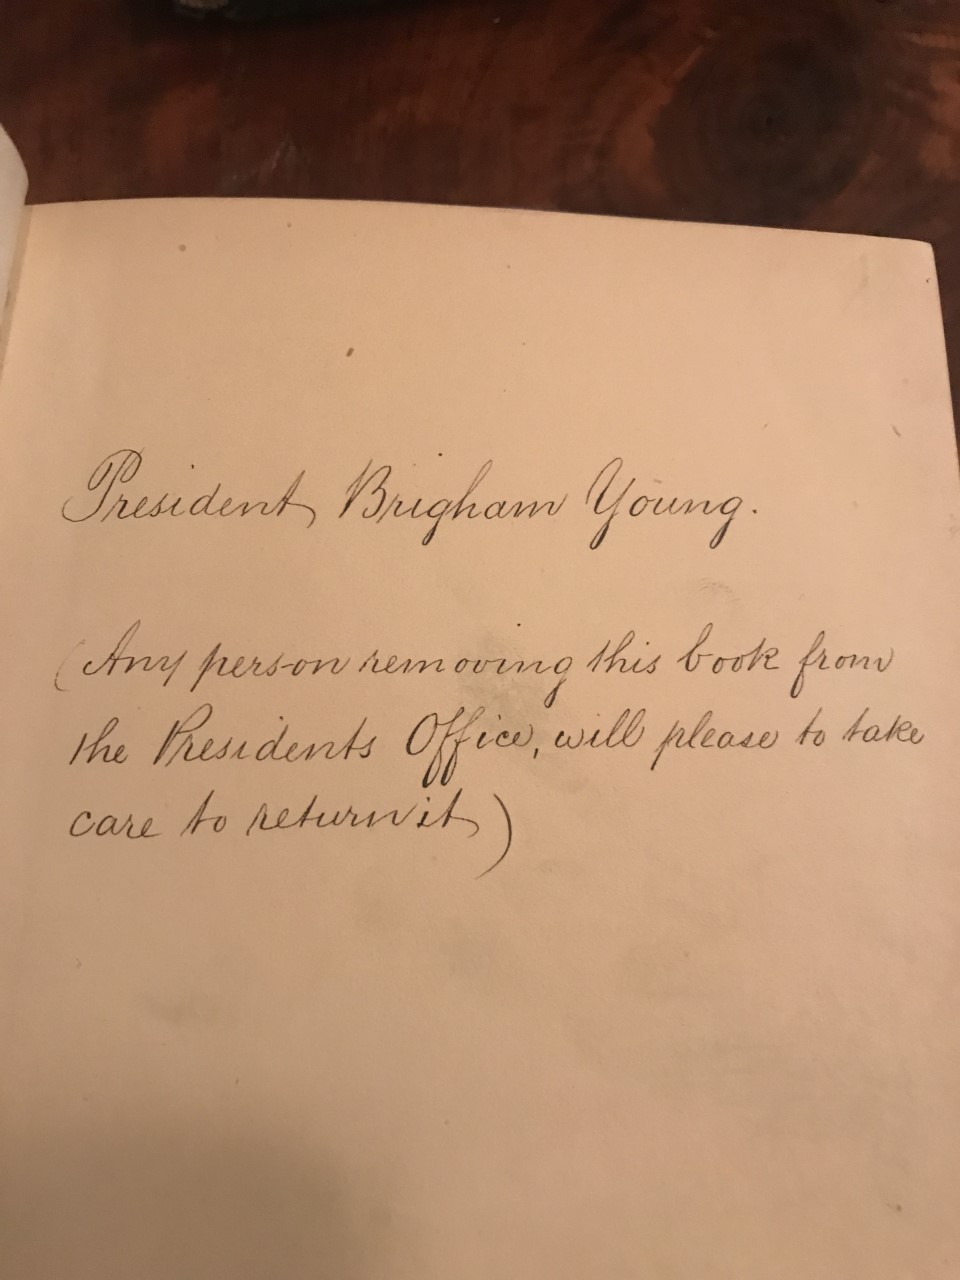 President Brigham Young.
(Any person removing this book from
the Presidents Office, will please to take
care to return it)